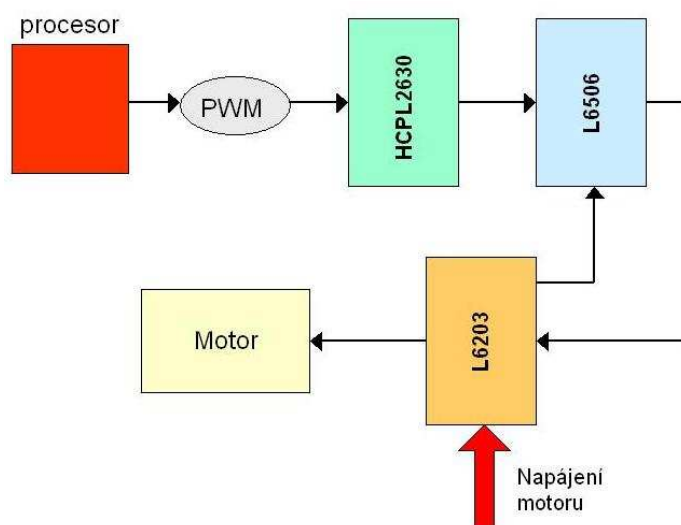 procesor
PWM
HCPL2630
L6506
Motor
L6203
Napájení
motoru